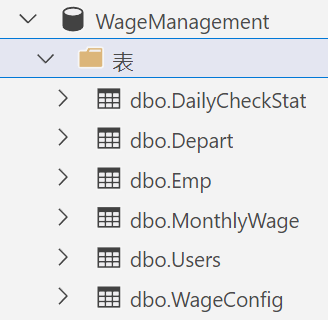 WageManagement
表
dbo.DailyCheckStat
dbo.Depart
dbo.Emp
dbo.MonthlyWage
dbo.Users
dbo.WageConfig